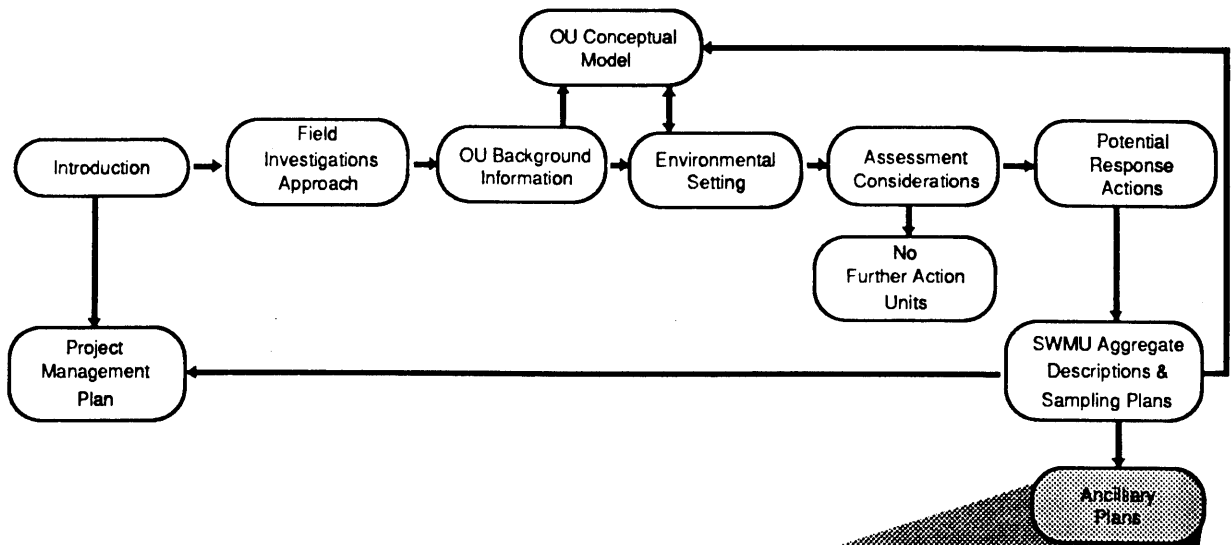 OU Conceptual
Model
Introduction
Field
Investigations
Approach
OU Background
Information
Environmental
Setting
Assessment
Considerations
Potential
Response
Actions
No
Further Action
Units
Project
Management
Plan
SWMU Aggregate
Descriptions &
Sampling Plans
Ancilliary
Plans